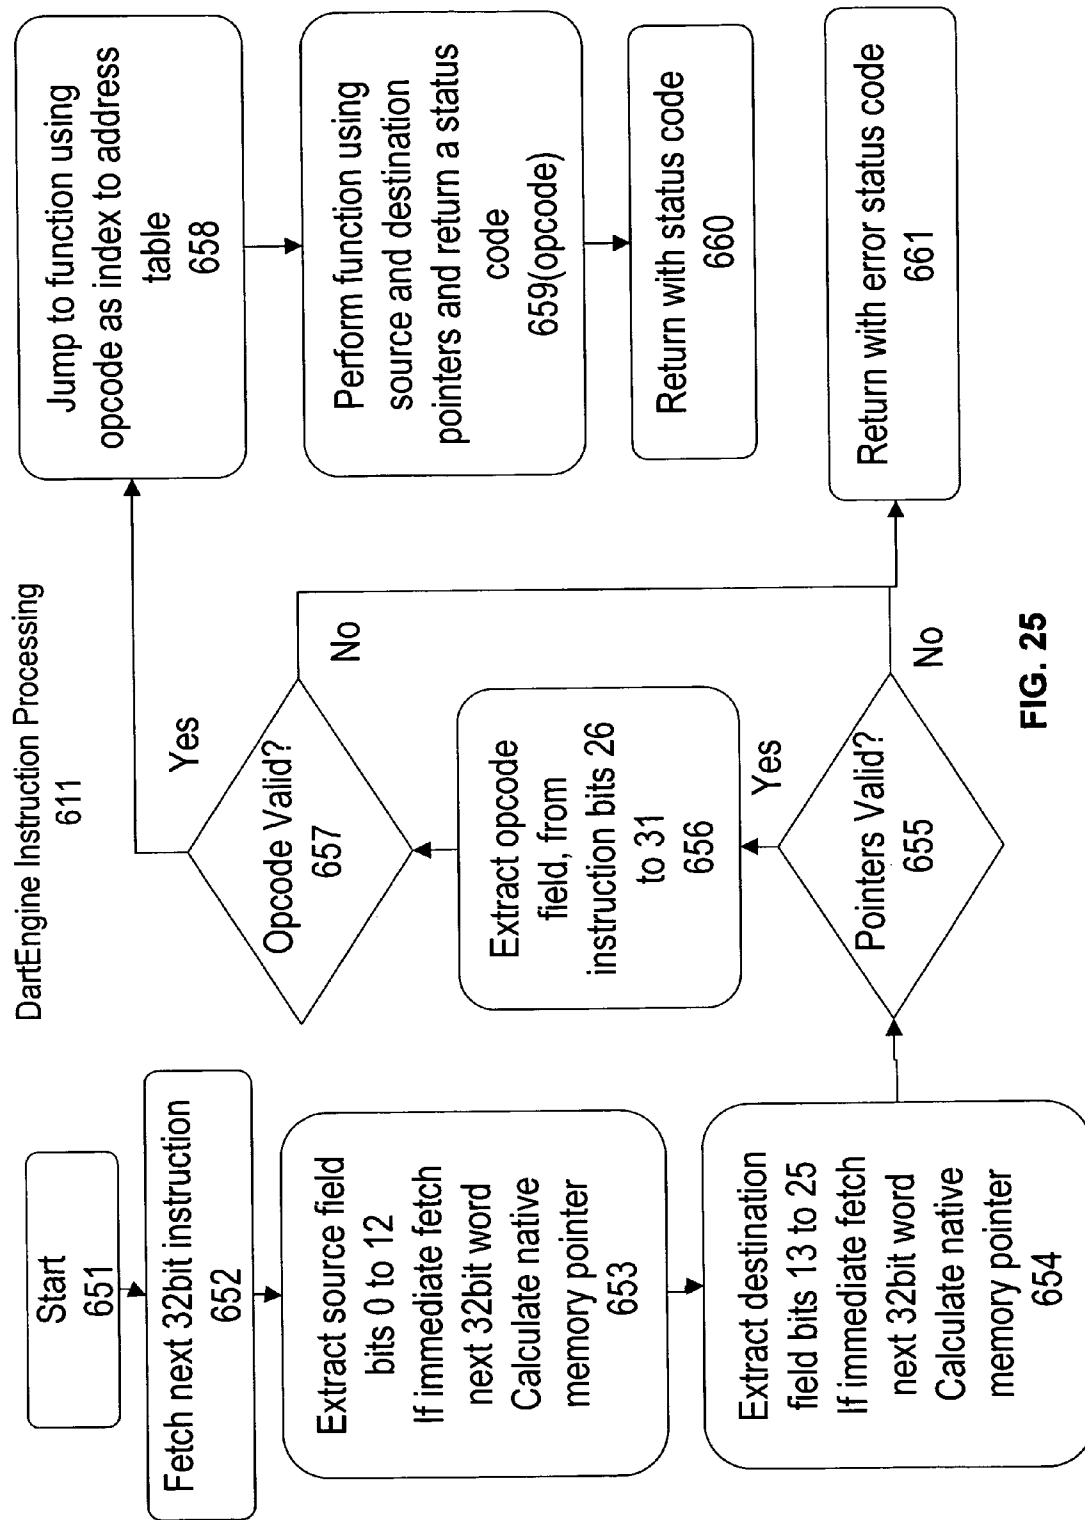 DartEngine Instruction Processing
611
Start
651
Fetch next 32bit instruction
652
Extract source field
bits 0 to 12
If immediate fetch
next 32bit word
Calculate native
memory pointer
653
Extract destination
field bits 13 to 25
If immediate fetch
next 32bit word
Calculate native
memory pointer
654
Pointers Valid?
655
Yes
No
Extract opcode
field, from
instruction bits 26
to 31
656
Opcode Valid?
657
Yes
No
Jump to function using
opcode as index to address
table
658
Perform function using
source and destination
pointers and return a status
code
659(opcode)
Return with status code
660
Return with error status code
661
FIG. 25